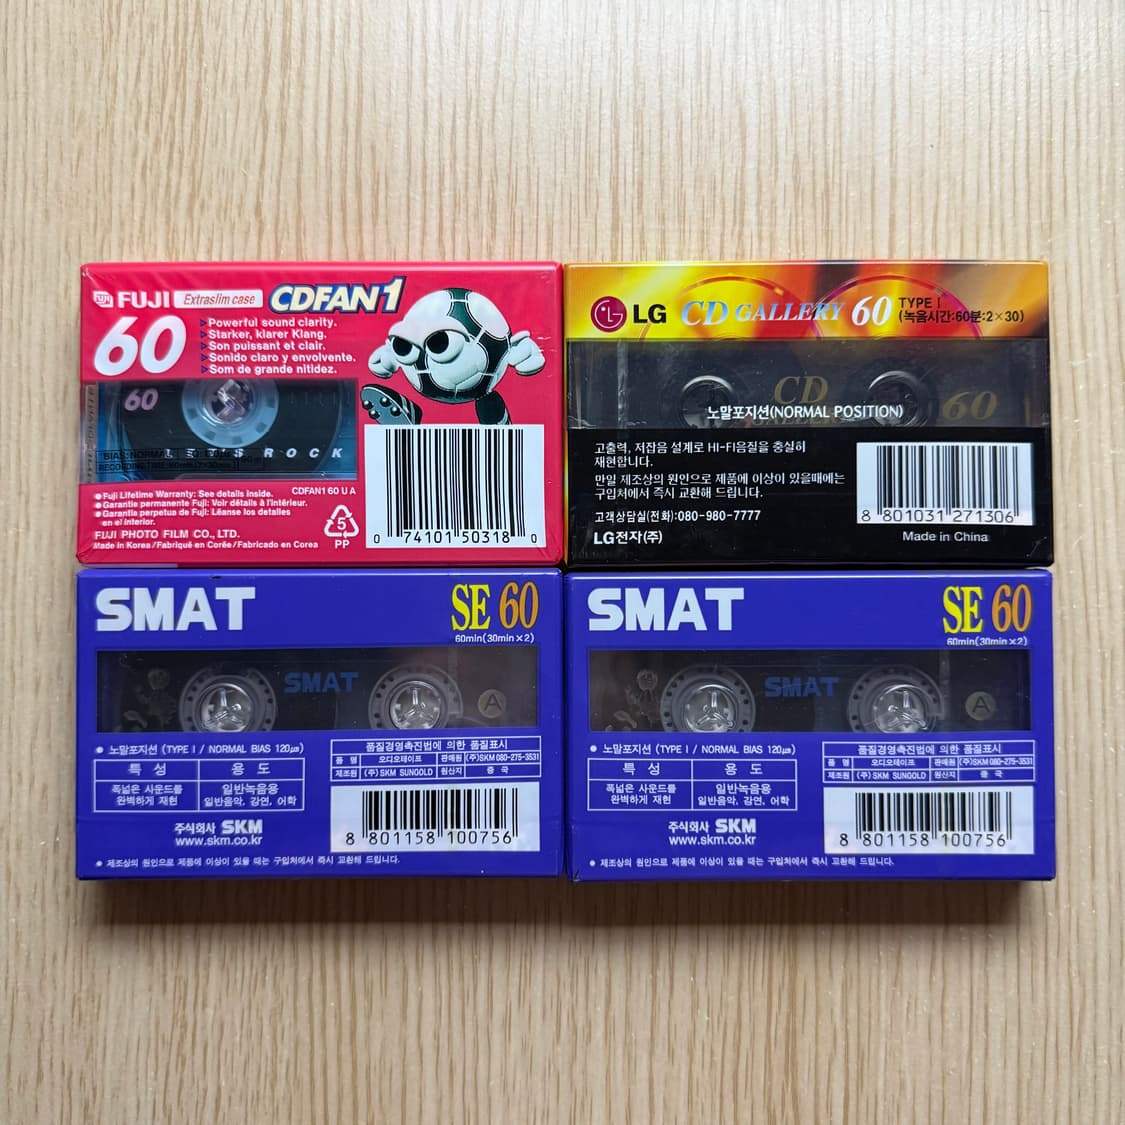 FUJI Extraslim case CDFAN1
60
Powerful sound clarity.
Starker, klarer Klang.
Son puissant et clair.
Sonido claro y envolvente.
Som de grande nitidez.
60
LET'S ROCK
BIAS: NORMAL
Fuji Lifetime Warranty: See details inside.
Garantie permanente Fuji: Voir détails à l'intérieur.
Garantia perpetua de Fuji: Léanse los detalles
en el interior.
CDFAN1 60 U A
FUJI PHOTO FILM CO., LTD.
Made in Korea/Fabriqué en Corée/Fabricado en Corea
5
PP
0 74101 50318 0
LG CD GALLERY 60 TYPE I
(녹음시간:60분:2×30)
CD
GALLERY
60
노말포지션(NORMAL POSITION)
고출력, 저잡음 설계로 HI-FI음질을 충실히
재현합니다.
만일 제조상의 원인으로 제품에 이상이 있을때에는
구입처에서 즉시 교환해 드립니다.
고객상담실(전화):080-980-7777
LG전자(주)
8 801031 271306
Made in China
SMAT SE 60
60min(30min×2)
SMAT
A
● 노말포지션 (TYPE I / NORMAL BIAS 120㎲)
특 성 용 도
폭넓은 사운드를 일반녹음용
완벽하게 재현 일반음악, 강연, 어학
품질경영촉진법에 의한 품질표시
품 명 오디오테이프 판매원 (주)SKM 080-275-3531
제조원 (주) SKM SUNGOLD 원산지 중 국
주식회사 SKM
www.skm.co.kr
8 801158 100756
● 제조상의 원인으로 제품에 이상이 있을 때는 구입처에서 즉시 교환해 드립니다.
SMAT SE 60
60min(30min×2)
SMAT
A
● 노말포지션 (TYPE I / NORMAL BIAS 120㎲)
특 성 용 도
폭넓은 사운드를 일반녹음용
완벽하게 재현 일반음악, 강연, 어학
품질경영촉진법에 의한 품질표시
품 명 오디오테이프 판매원 (주)SKM 080-275-3531
제조원 (주) SKM SUNGOLD 원산지 중 국
주식회사 SKM
www.skm.co.kr
8 801158 100756
● 제조상의 원인으로 제품에 이상이 있을 때는 구입처에서 즉시 교환해 드립니다.